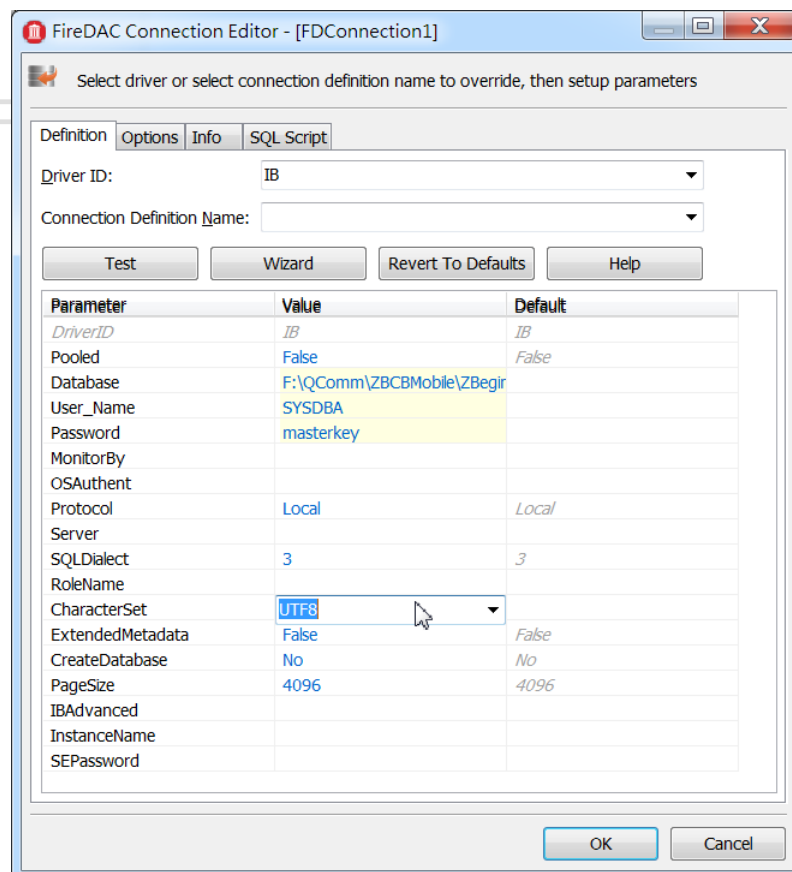 FireDAC Connection Editor - [FDConnection1]
Select driver or select connection definition name to override, then setup parameters
Definition Options Info SQL Script
Driver ID: IB
Connection Definition Name:
Test Wizard Revert To Defaults Help
Parameter Value Default
DriverID IB IB
Pooled False False
Database F:\QComm\ZBCBMobile\ZBegir
User_Name SYSDBA
Password masterkey
MonitorBy
OSAuthent
Protocol Local Local
Server
SQLDialect 3 3
RoleName
CharacterSet UTF8
ExtendedMetadata False False
CreateDatabase No No
PageSize 4096 4096
IBAdvanced
InstanceName
SEPassword
OK Cancel